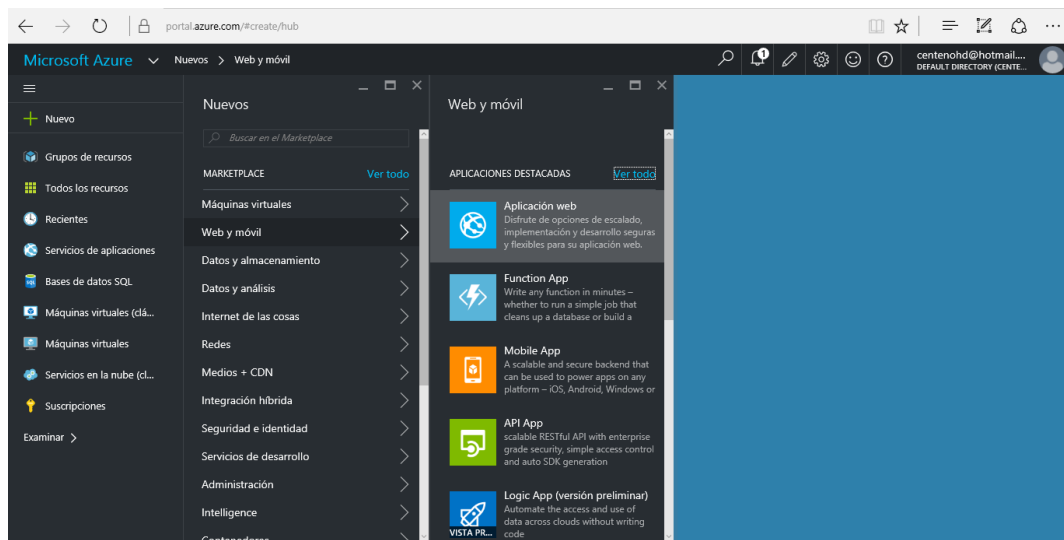 portal.azure.com/#create/hub
Microsoft Azure
Nuevos > Web y móvil
1
centenohd@hotmail....
DEFAULT DIRECTORY (CENTE...
Nuevo
Grupos de recursos
Todos los recursos
Recientes
Servicios de aplicaciones
Bases de datos SQL
Máquinas virtuales (clá...
Máquinas virtuales
Servicios en la nube (cl...
Suscripciones
Examinar >
Nuevos
Buscar en el Marketplace
MARKETPLACE
Ver todo
Máquinas virtuales
Web y móvil
Datos y almacenamiento
Datos y análisis
Internet de las cosas
Redes
Medios + CDN
Integración híbrida
Seguridad e identidad
Servicios de desarrollo
Administración
Intelligence
Contenedores
Web y móvil
APLICACIONES DESTACADAS
Ver todo
Aplicación web
Disfrute de opciones de escalado,
implementación y desarrollo seguras
y flexibles para su aplicación web.
Function App
Write any function in minutes –
whether to run a simple job that
cleans up a database or build a
Mobile App
A scalable and secure backend that
can be used to power apps on any
platform – iOS, Android, Windows or
API App
scalable RESTful API with enterprise
grade security, simple access control
and auto SDK generation
Logic App (versión preliminar)
Automate the access and use of
data across clouds without writing
code
VISTA PR...